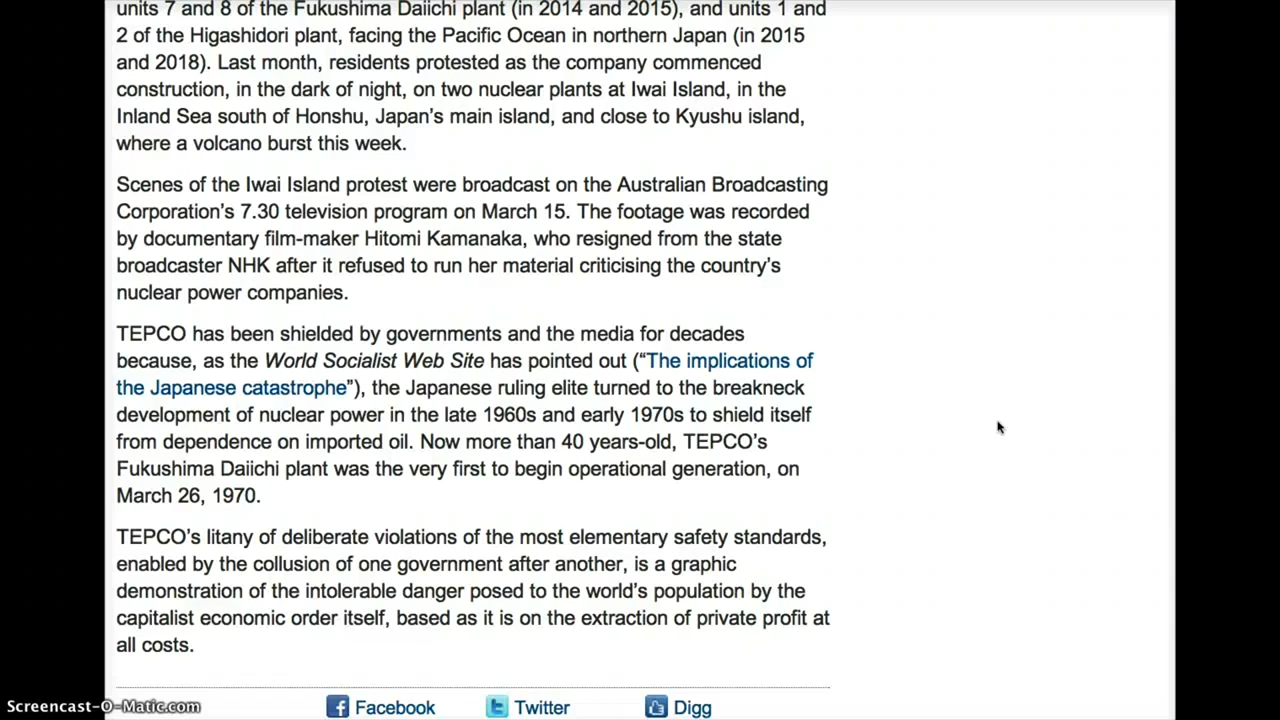 units 7 and 8 of the Fukushima Daiichi plant (in 2014 and 2015), and units 1 and
2 of the Higashidori plant, facing the Pacific Ocean in northern Japan (in 2015
and 2018). Last month, residents protested as the company commenced
construction, in the dark of night, on two nuclear plants at Iwai Island, in the
Inland Sea south of Honshu, Japan's main island, and close to Kyushu island,
where a volcano burst this week.
Scenes of the Iwai Island protest were broadcast on the Australian Broadcasting
Corporation's 7.30 television program on March 15. The footage was recorded
by documentary film-maker Hitomi Kamanaka, who resigned from the state
broadcaster NHK after it refused to run her material criticising the country's
nuclear power companies.
TEPCO has been shielded by governments and the media for decades
because, as the World Socialist Web Site has pointed out (“The implications of
the Japanese catastrophe”), the Japanese ruling elite turned to the breakneck
development of nuclear power in the late 1960s and early 1970s to shield itself
from dependence on imported oil. Now more than 40 years-old, TEPCO's
Fukushima Daiichi plant was the very first to begin operational generation, on
March 26, 1970.
TEPCO's litany of deliberate violations of the most elementary safety standards,
enabled by the collusion of one government after another, is a graphic
demonstration of the intolerable danger posed to the world's population by the
capitalist economic order itself, based as it is on the extraction of private profit at
all costs.
Facebook Twitter Digg
Screencast-O-Matic.com